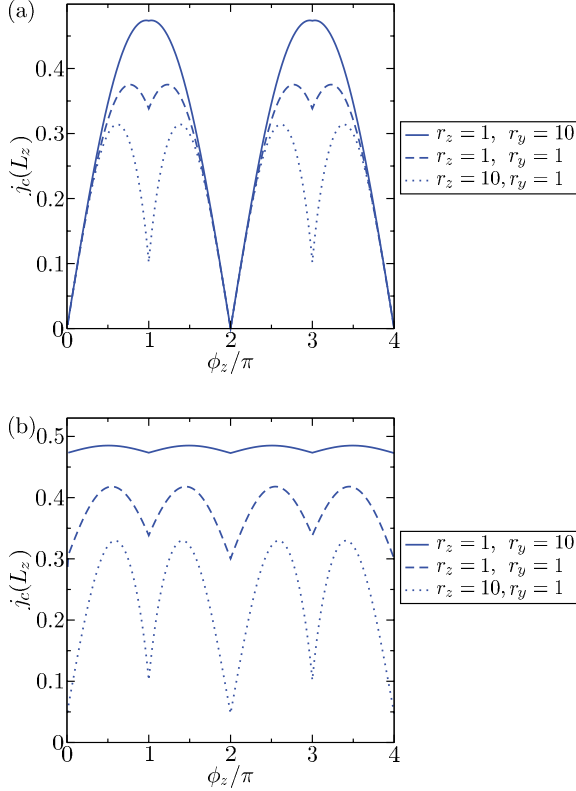 (a)
0.4
0.3
0.2
0.1
0
j_c(L_z)
0 1 2 3 4
ϕ_z/π
r_z = 1, r_y = 10
r_z = 1, r_y = 1
r_z = 10, r_y = 1
(b)
0.5
0.4
0.3
0.2
0.1
0
j_c(L_z)
0 1 2 3 4
ϕ_z/π
r_z = 1, r_y = 10
r_z = 1, r_y = 1
r_z = 10, r_y = 1